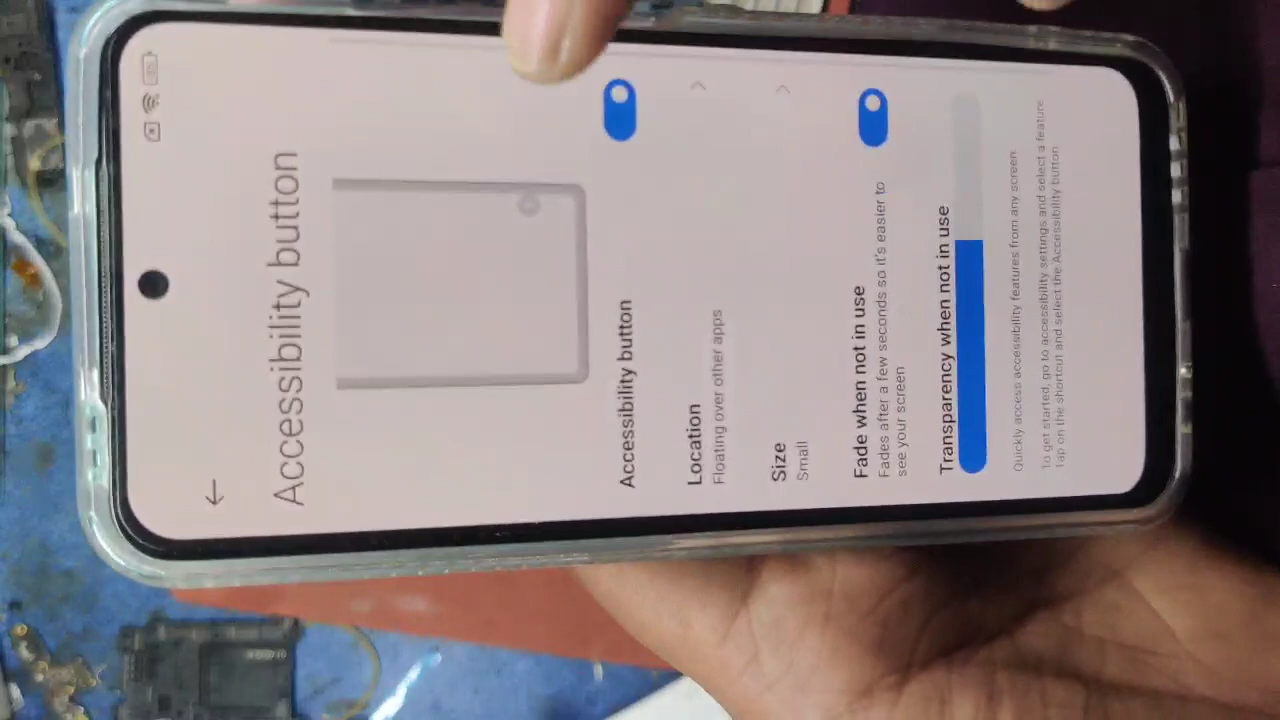 Accessibility button
Accessibility button
Location
Floating over other apps
Size
Small
Fade when not in use
Fades after a few seconds so it's easier to
see your screen
Transparency when not in use
Quickly access accessibility features from any screen
To get started, go to accessibility settings and select a feature
Tap on the shortcut and select the Accessibility button